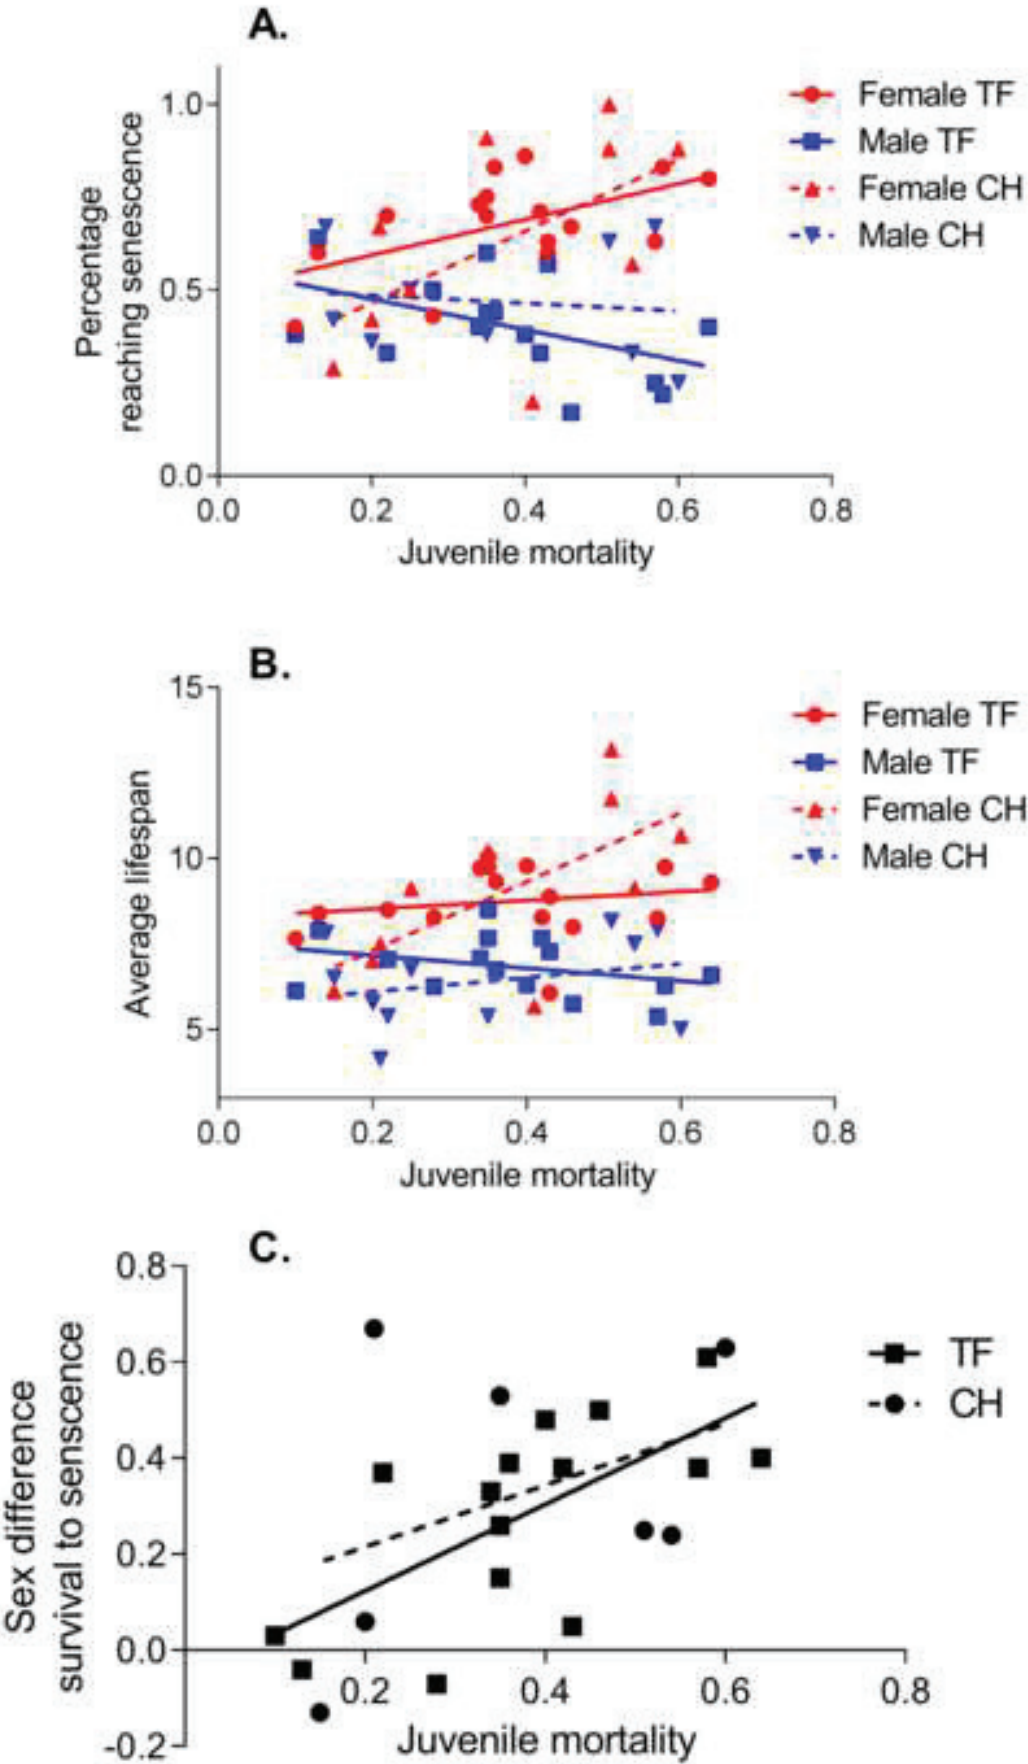 A.
Percentage
reaching senescence
1.0
0.5
0.0
0.0 0.2 0.4 0.6 0.8
Juvenile mortality
Female TF
Male TF
Female CH
Male CH
B.
Average lifespan
15
10
5
0.0 0.2 0.4 0.6 0.8
Juvenile mortality
Female TF
Male TF
Female CH
Male CH
C.
Sex difference
survival to senscence
0.8
0.6
0.4
0.2
0.0
-0.2
0.2 0.4 0.6 0.8
Juvenile mortality
TF
CH